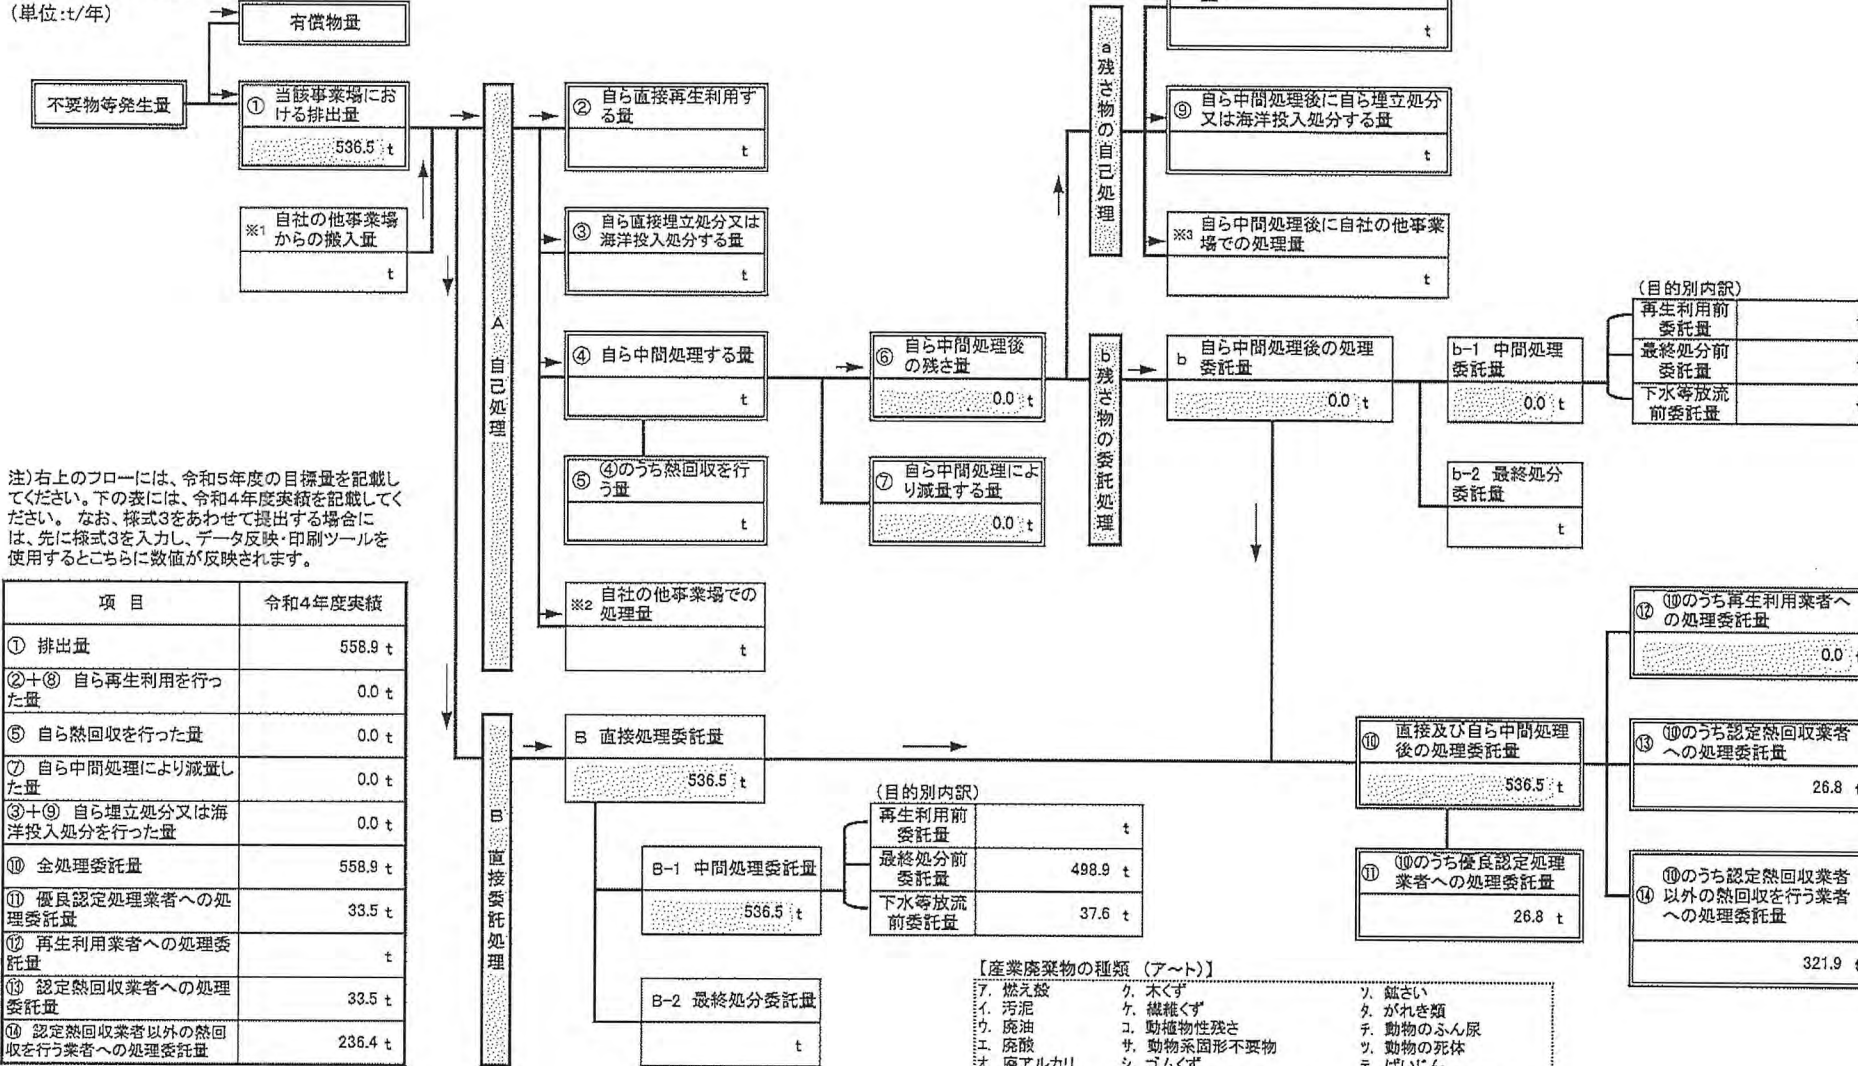 (単位:t/年)
有償物量
不要物等発生量
① 当該事業場にお
ける排出量
536.5 t
※1 自社の他事業場
からの搬入量
t
A 自己処理
② 自ら直接再生利用す
る量
t
③ 自ら直接埋立処分又は
海洋投入処分する量
t
④ 自ら中間処理する量
t
⑤ ④のうち熱回収を行
う量
t
※2 自社の他事業場での
処理量
t
⑥ 自ら中間処理後
の残さ量
0.0 t
⑦ 自ら中間処理によ
り減量する量
0.0 t
a 残さ物の自己処理
t
⑨ 自ら中間処理後に自ら埋立処分
又は海洋投入処分する量
t
※3 自ら中間処理後に自社の他事業
場での処理量
t
b 残さ物の委託処理
b 自ら中間処理後の処理
委託量
0.0 t
b-1 中間処理
委託量
0.0 t
(目的別内訳)
再生利用前
委託量
最終処分前
委託量
下水等放流
前委託量
b-2 最終処分
委託量
t
注)右上のフローには、令和5年度の目標量を記載し
てください。下の表には、令和4年度実績を記載してく
ださい。 なお、様式3をあわせて提出する場合に
は、先に様式3を入力し、データ反映・印刷ツールを
使用するとこちらに数値が反映されます。
項 目 令和4年度実績
① 排出量 558.9 t
②+⑧ 自ら再生利用を行っ
た量 0.0 t
⑤ 自ら熱回収を行った量 0.0 t
⑦ 自ら中間処理により減量し
た量 0.0 t
③+⑨ 自ら埋立処分又は海
洋投入処分を行った量 0.0 t
⑩ 全処理委託量 558.9 t
⑪ 優良認定処理業者への処
理委託量 33.5 t
⑫ 再生利用業者への処理委
託量 t
⑬ 認定熱回収業者への処理
委託量 33.5 t
⑭ 認定熱回収業者以外の熱回
収を行う業者への処理委託量 236.4 t
B 直接委託処理
B 直接処理委託量
536.5 t
B-1 中間処理委託量
536.5 t
(目的別内訳)
再生利用前
委託量 t
最終処分前
委託量 498.9 t
下水等放流
前委託量 37.6 t
B-2 最終処分委託量
t
⑩ 直接及び自ら中間処理
後の処理委託量
536.5 t
⑪ ⑩のうち優良認定処理
業者への処理委託量
26.8 t
⑫ ⑩のうち再生利用業者へ
の処理委託量
0.0 t
⑬ ⑩のうち認定熱回収業者
への処理委託量
26.8 t
⑭ ⑩のうち認定熱回収業者
以外の熱回収を行う業者
への処理委託量
321.9 t
【産業廃棄物の種類 (ア~ト)】
ア. 燃え殻 ク. 木くず ソ. 鉱さい
イ. 汚泥 ケ. 繊維くず タ. がれき類
ウ. 廃油 コ. 動植物性残さ チ. 動物のふん尿
エ. 廃酸 サ. 動物系固形不要物 ツ. 動物の死体
オ. 廃アルカリ シ. ゴムくず テ. ばいじん